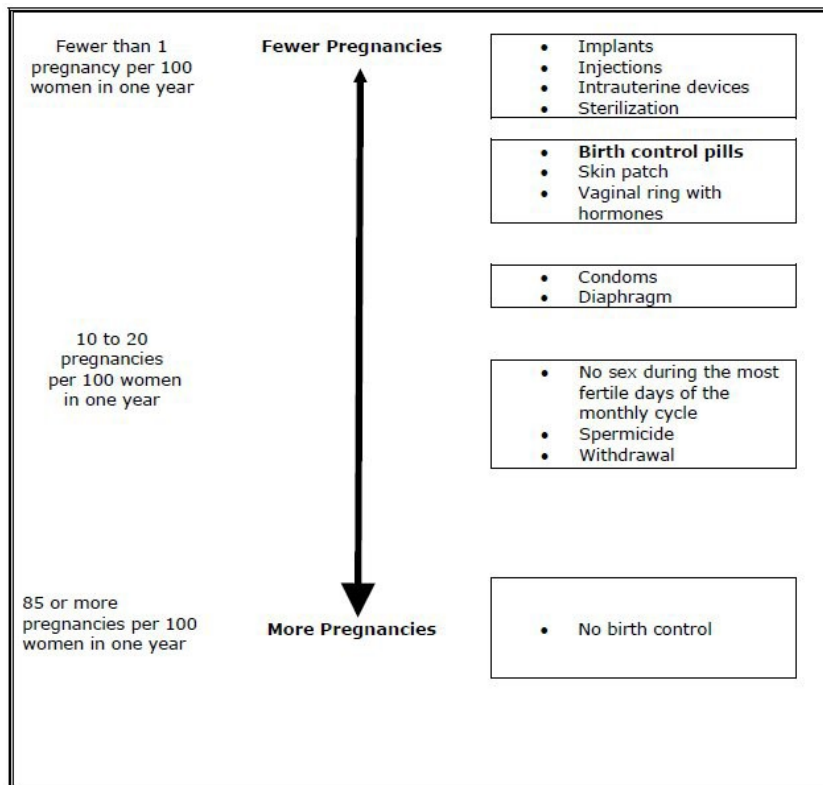 Fewer than 1
pregnancy per 100
women in one year
Fewer Pregnancies
• Implants
• Injections
• Intrauterine devices
• Sterilization
• Birth control pills
• Skin patch
• Vaginal ring with
hormones
• Condoms
• Diaphragm
10 to 20
pregnancies
per 100 women
in one year
• No sex during the most
fertile days of the
monthly cycle
• Spermicide
• Withdrawal
85 or more
pregnancies per 100
women in one year
More Pregnancies
• No birth control